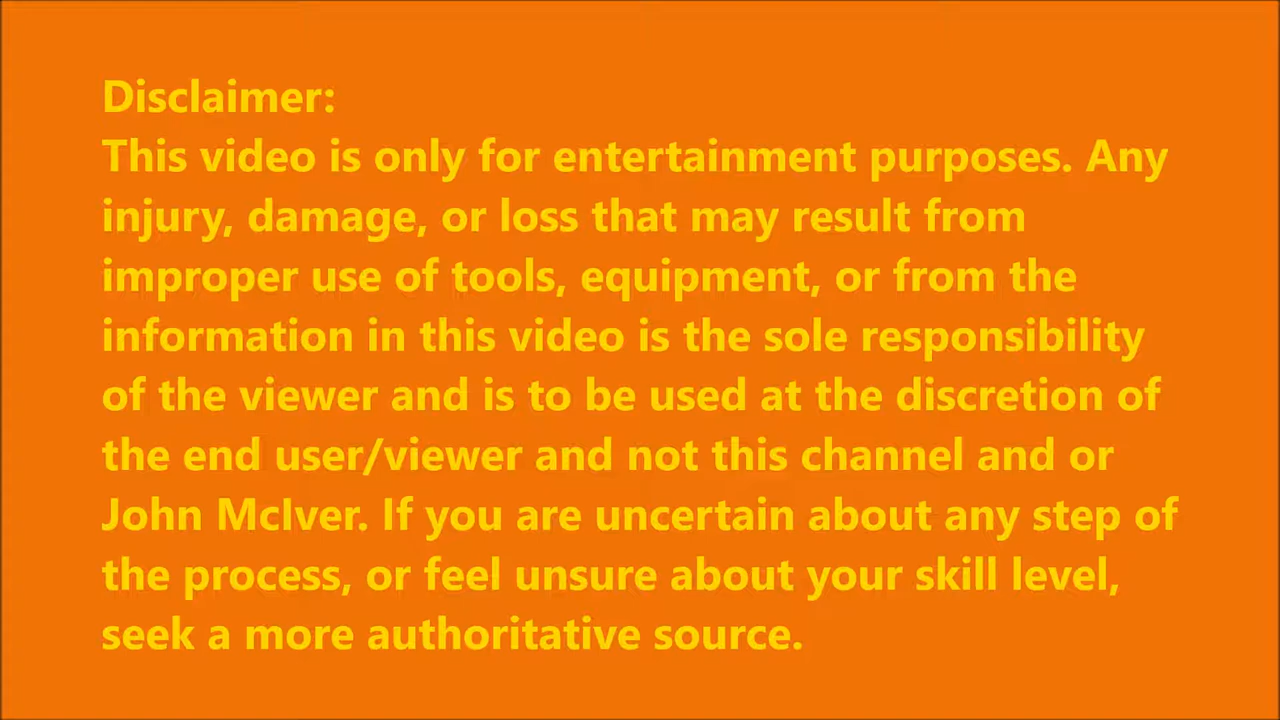 Disclaimer:
This video is only for entertainment purposes. Any
injury, damage, or loss that may result from
improper use of tools, equipment, or from the
information in this video is the sole responsibility
of the viewer and is to be used at the discretion of
the end user/viewer and not this channel and or
John McIver. If you are uncertain about any step of
the process, or feel unsure about your skill level,
seek a more authoritative source.